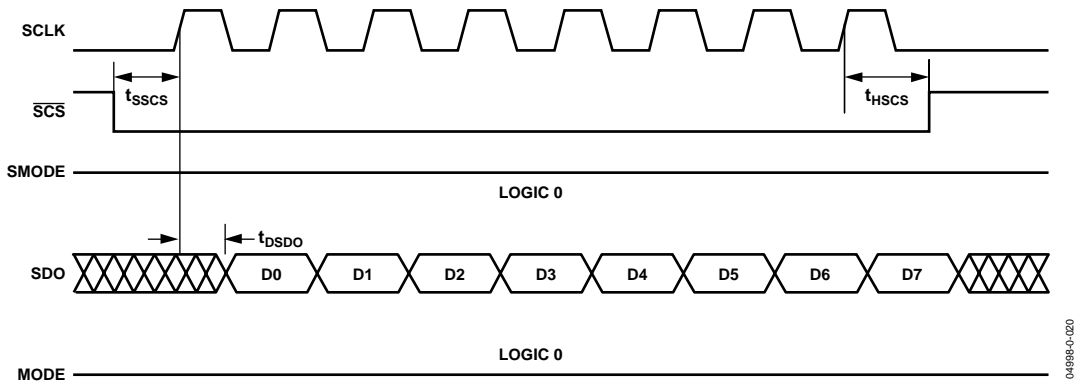 SCLK
tSSCS
tHSCS
SCS
SMODE
LOGIC 0
tDSDO
SDO
D0 D1 D2 D3 D4 D5 D6 D7
LOGIC 0
MODE
04998-0-020